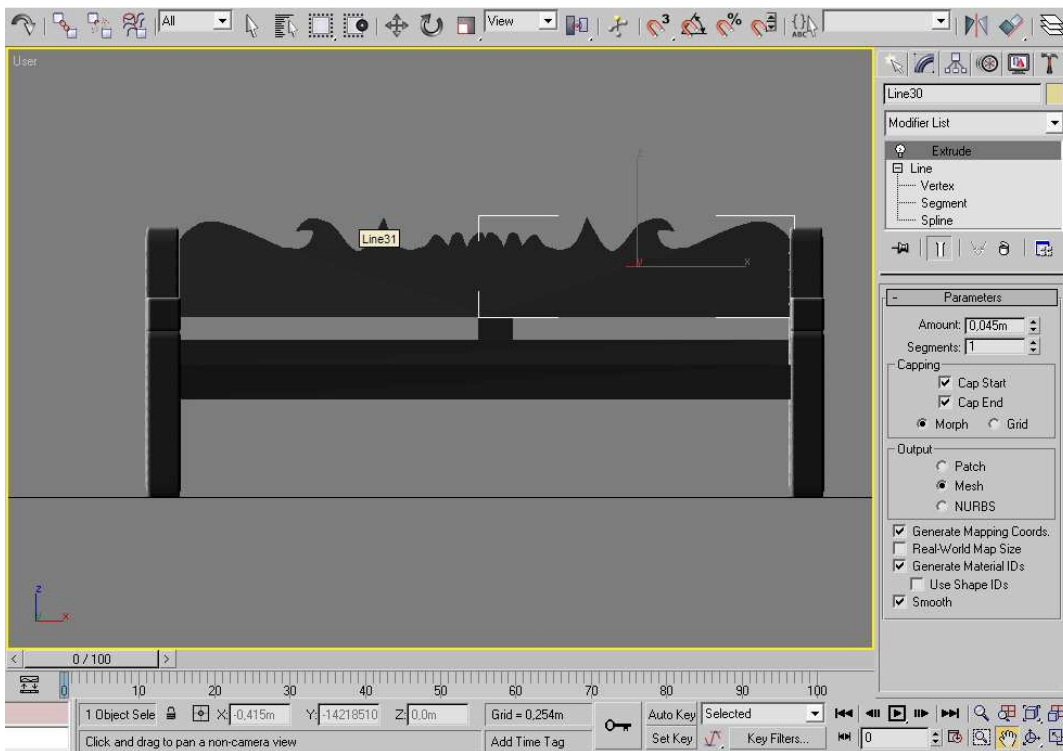 All
View
3
%
ABC
User
Line30
Modifier List
Extrude
Line
Vertex
Segment
Spline
z
Line31
x
Parameters
Amount: 0,045m
Segments: 1
Capping
Cap Start
Cap End
Morph Grid
Output
Patch
Mesh
NURBS
Generate Mapping Coords.
Real-World Map Size
Generate Material IDs
Use Shape IDs
Smooth
z
x
< 0 / 100 >
0 10 20 30 40 50 60 70 80 90 100
1 Object Sele X: -0,415m Y: -14218510 Z: 0,0m Grid = 0,254m Auto Key Selected
Click and drag to pan a non-camera view Add Time Tag Set Key Key Filters... 0